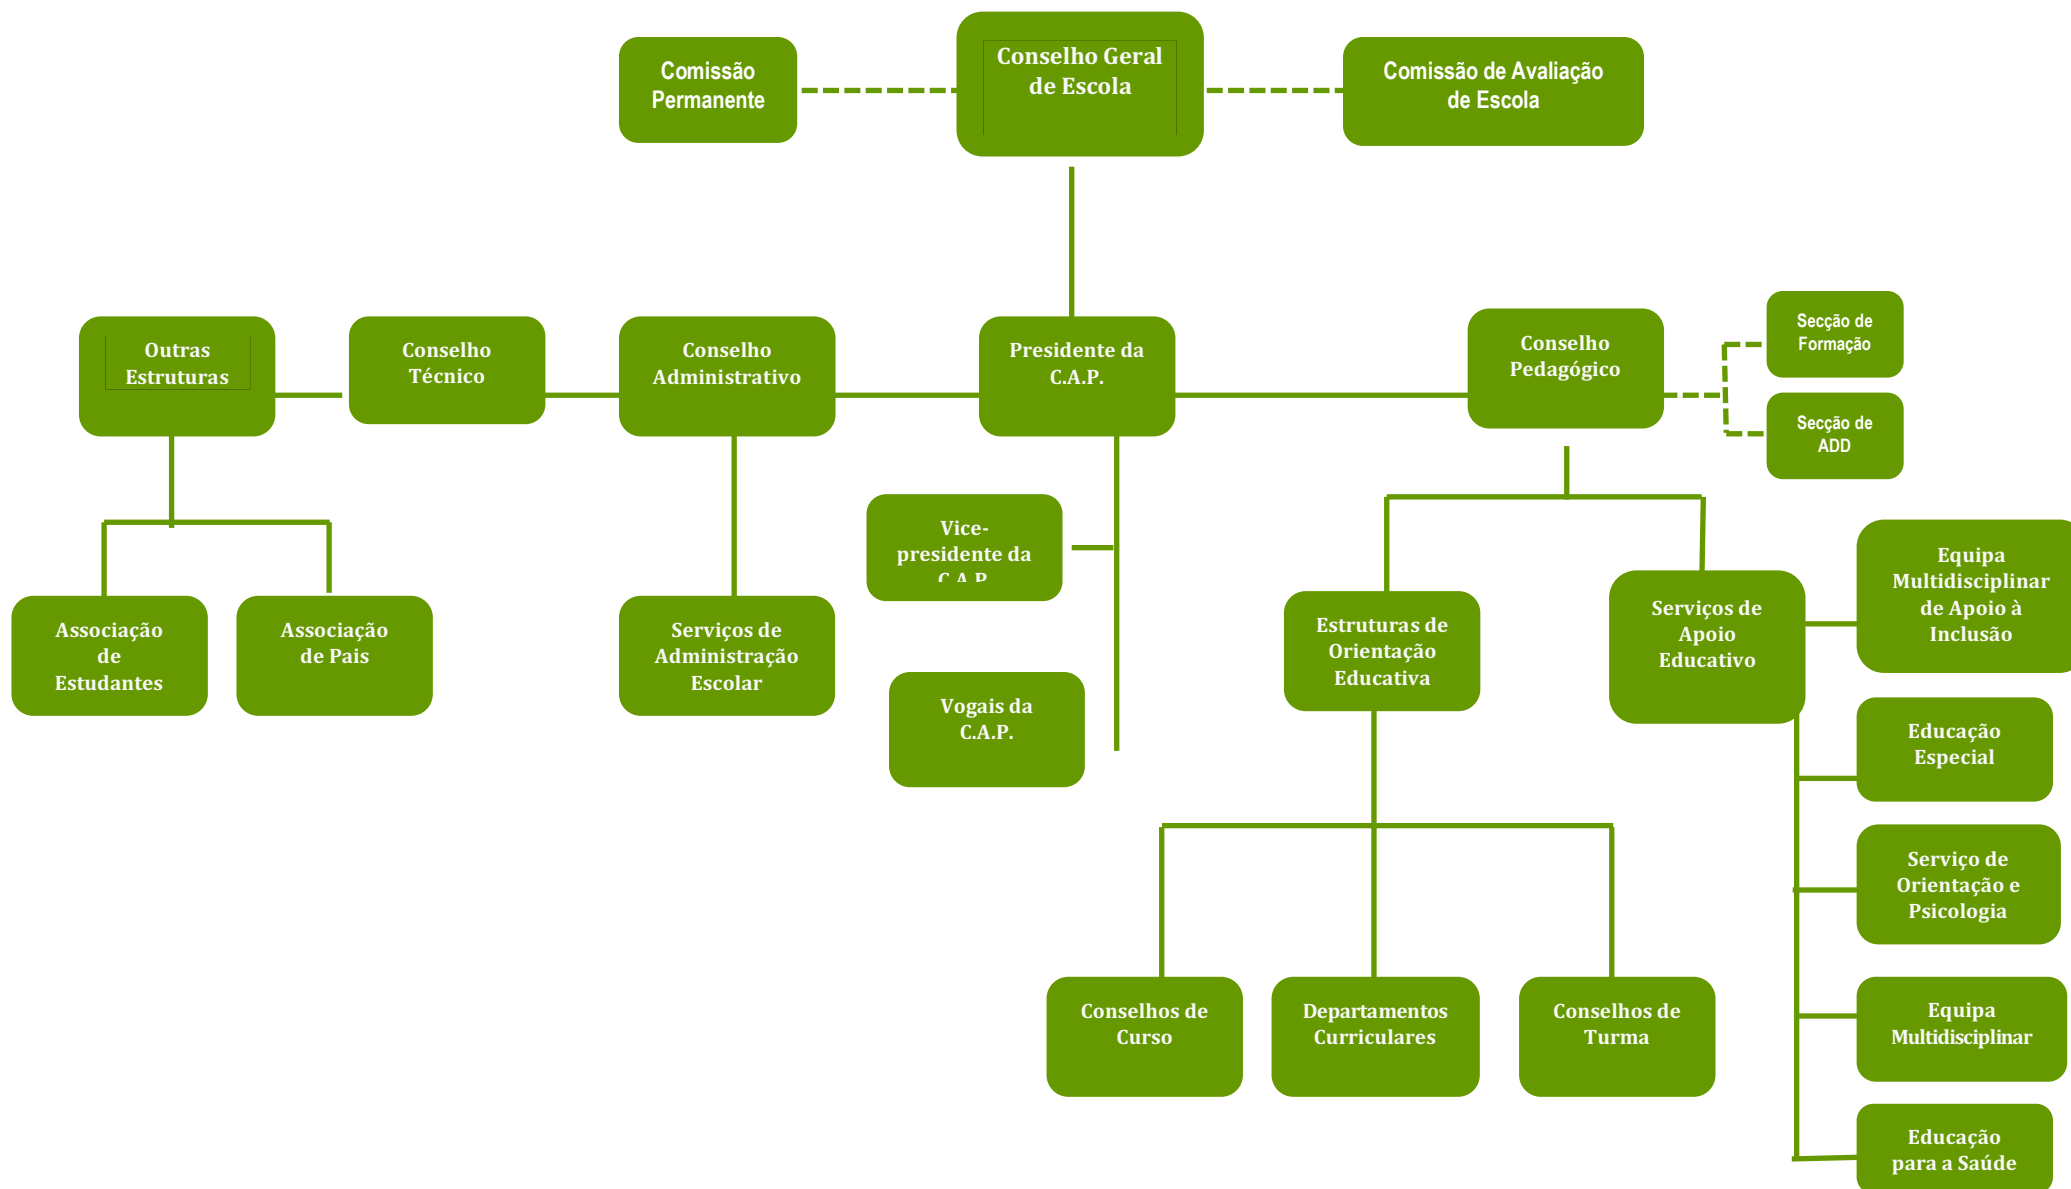 Comissão
Permanente
Conselho Geral
de Escola
Comissão de Avaliação
de Escola
Outras
Estruturas
Conselho
Técnico
Conselho
Administrativo
Presidente da
C.A.P.
Conselho
Pedagógico
Secção de
Formação
Secção de
ADD
Vice-
presidente da
C.A.P.
Associação
de
Estudantes
Associação
de Pais
Serviços de
Administração
Escolar
Vogais da
C.A.P.
Estruturas de
Orientação
Educativa
Serviços de
Apoio
Educativo
Equipa
Multidisciplinar
de Apoio à
Inclusão
Educação
Especial
Serviço de
Orientação e
Psicologia
Conselhos de
Curso
Departamentos
Curriculares
Conselhos de
Turma
Equipa
Multidisciplinar
Educação
para a Saúde